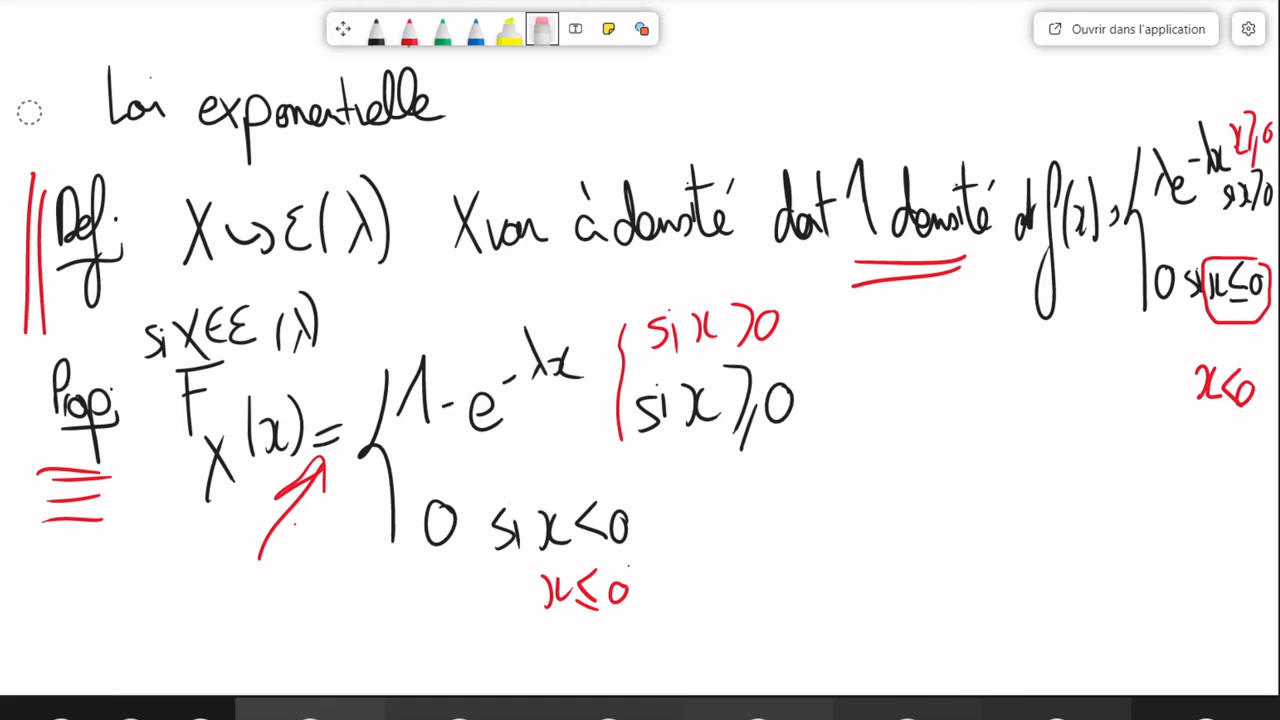 Ouvrir dans l'application
Loi exponentielle
Def: X ↪ ε(λ) X var à densité dont 1 densité est f(x) = { λe^-λx si x>0 x⩾0
0 si x≤0
x<0
si X ∈ ε(λ)
Prop: F_X(x) = { 1 - e^-λx si x>0
si x⩾0
0 si x<0
x≤0